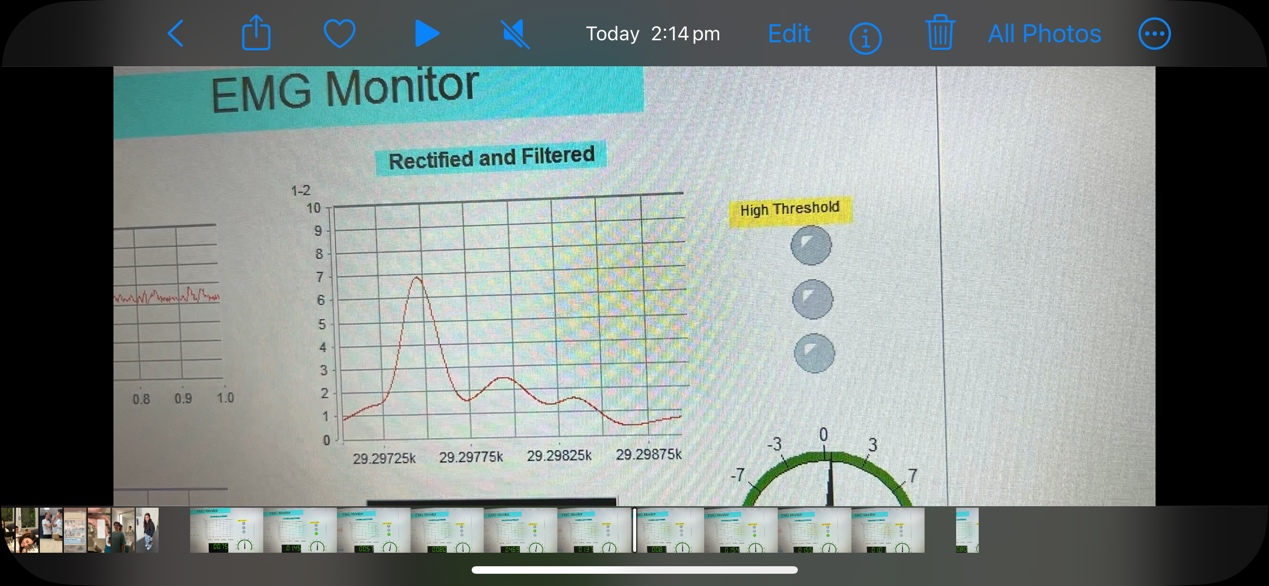 Today 2:14 pm
Edit
All Photos
EMG Monitor
Rectified and Filtered
1-2
10
9
8
7
6
5
4
3
2
1
0
29.29725k 29.29775k 29.29825k 29.29875k
0.8 0.9 1.0
High Threshold
-7 -3 0 3 7